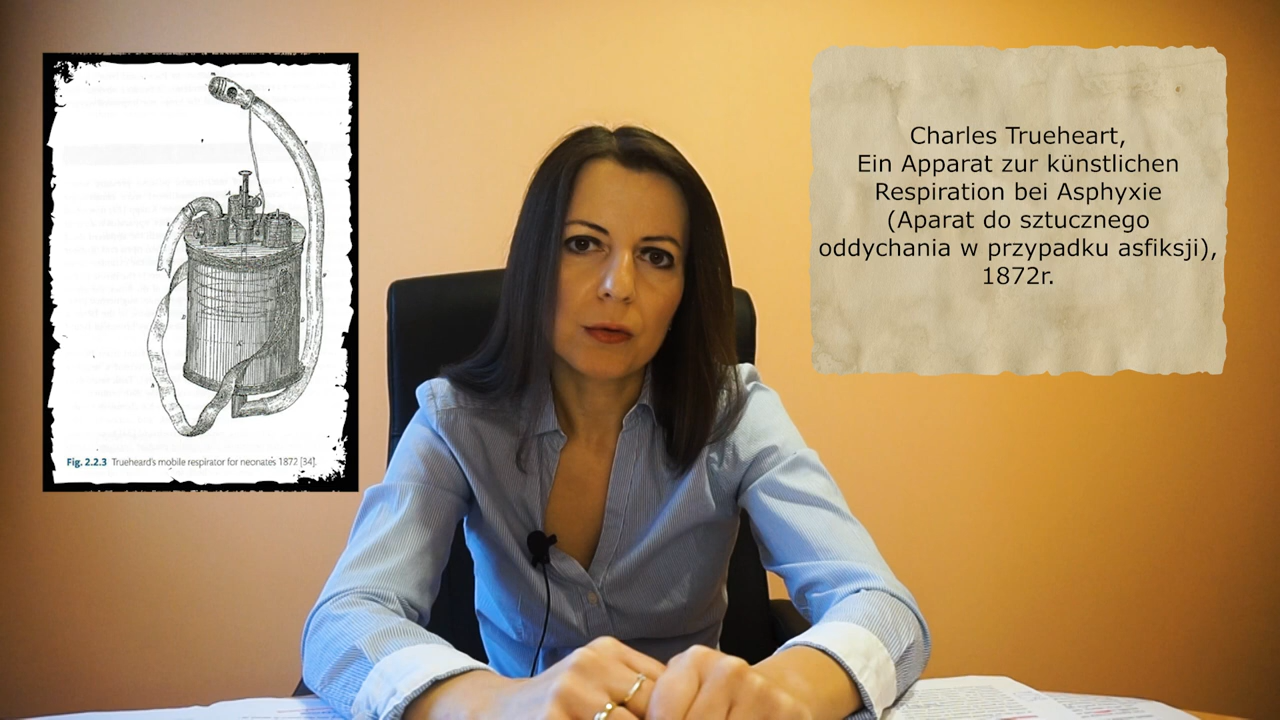 Fig. 2.2.3 Trueheard's mobile respirator for neonates 1872 [34].
Charles Trueheart,
Ein Apparat zur künstlichen
Respiration bei Asphyxie
(Aparat do sztucznego
oddychania w przypadku asfiksji),
1872r.